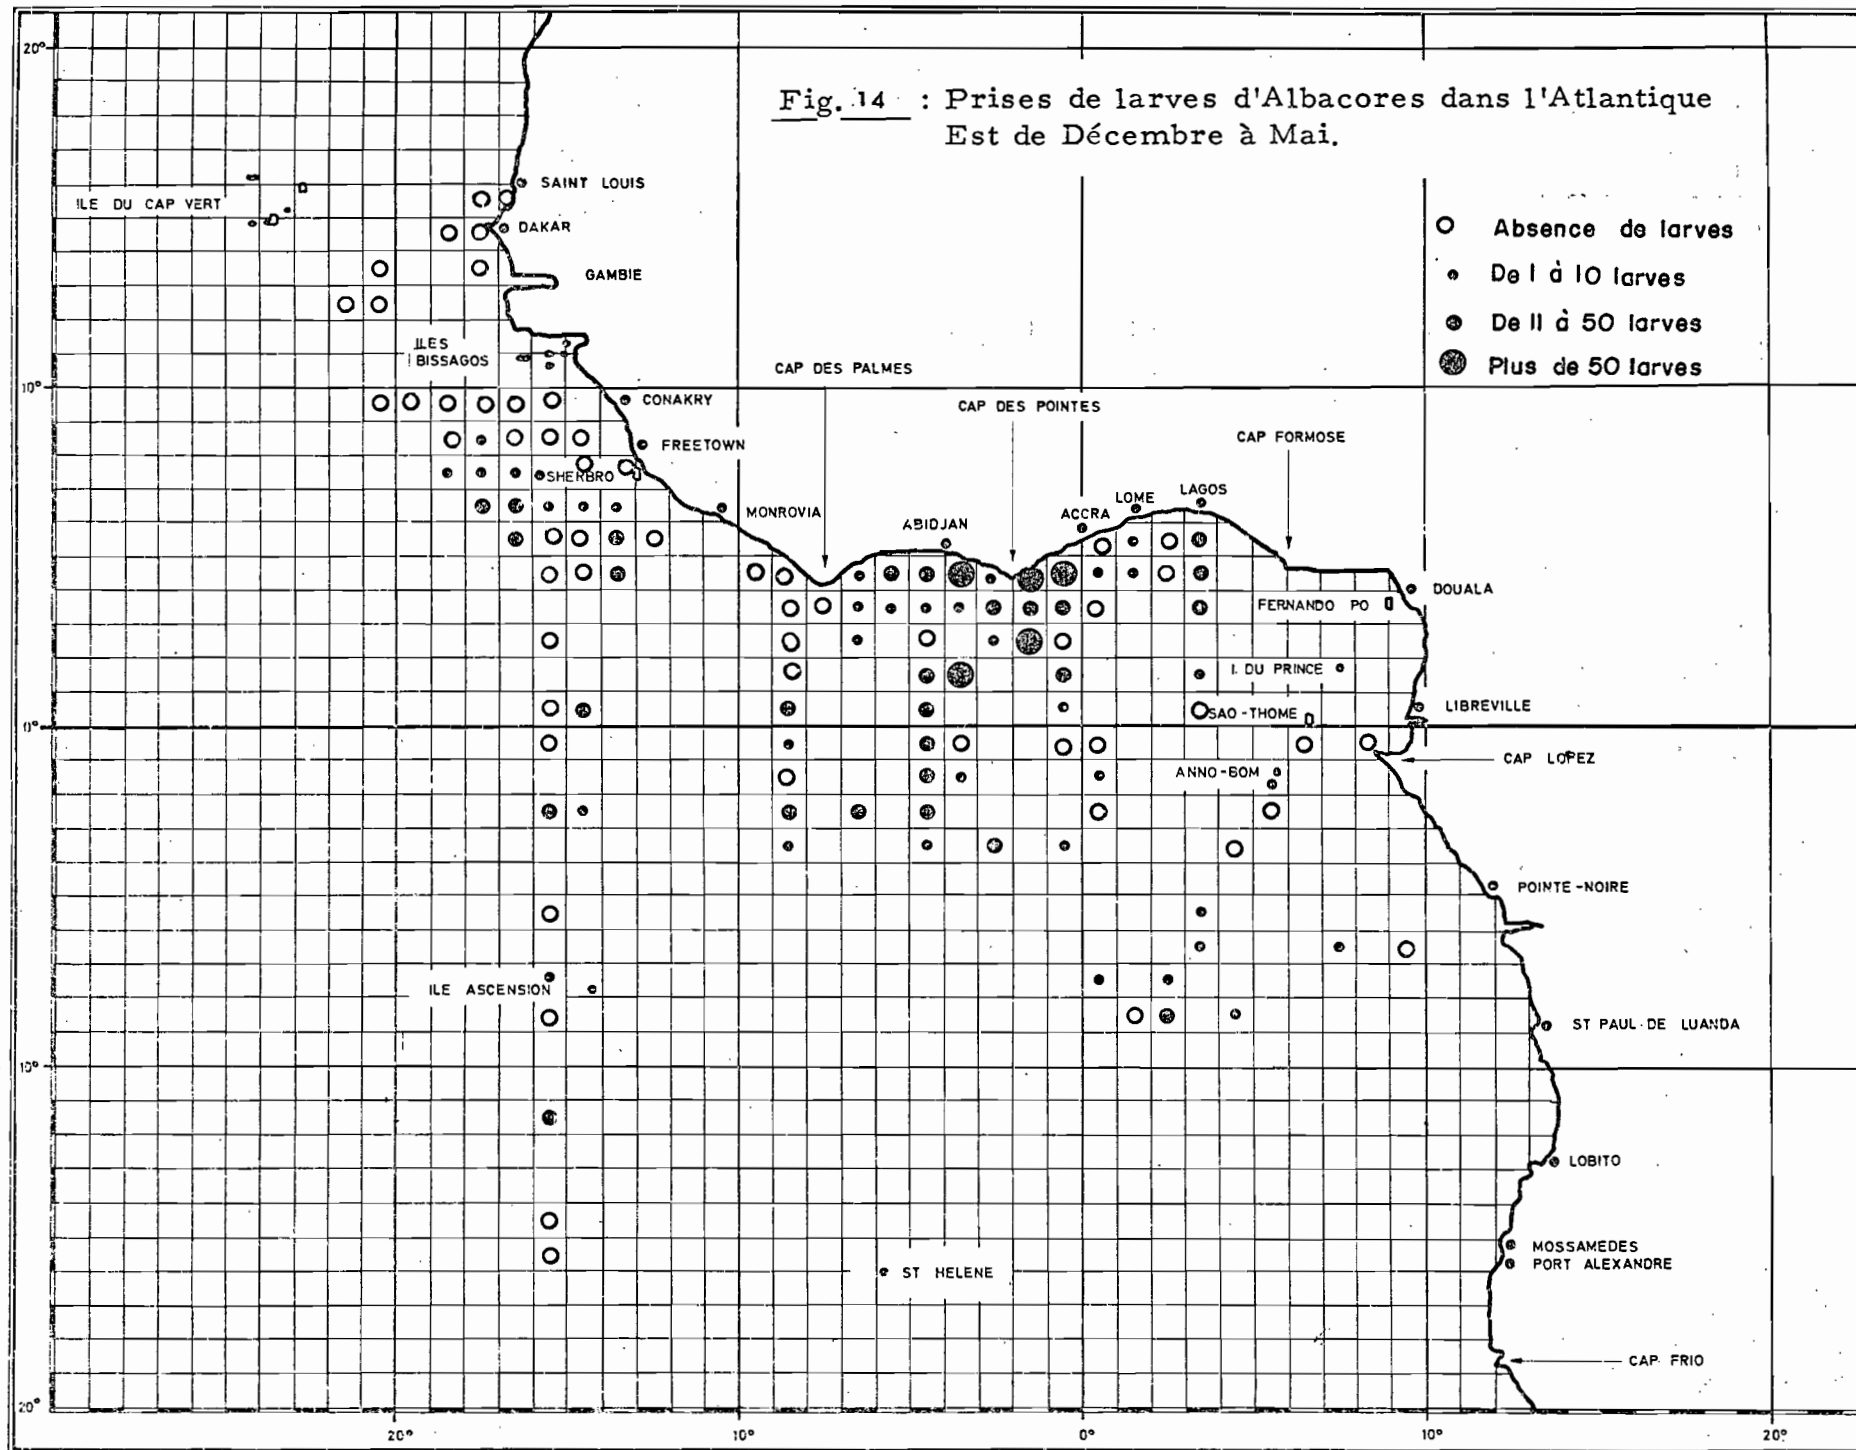 Fig. 14 : Prises de larves d'Albacores dans l'Atlantique
Est de Décembre à Mai.
Absence de larves
De I à 10 larves
De II à 50 larves
Plus de 50 larves
20°
10°
0°
10°
20°
ILE DU CAP VERT
SAINT LOUIS
DAKAR
GAMBIE
ILES
BISSAGOS
CONAKRY
FREETOWN
SHERBRO
MONROVIA
CAP DES PALMES
ABIDJAN
CAP DES POINTES
ACCRA
LOME
LAGOS
CAP FORMOSE
DOUALA
FERNANDO PO
I. DU PRINCE
SAO-THOME
LIBREVILLE
CAP LOPEZ
ANNO-BOM
POINTE-NOIRE
ILE ASCENSION
ST PAUL DE LUANDA
LOBITO
MOSSAMEDES
PORT ALEXANDRE
ST HELENE
CAP FRIO
20°
10°
0°
10°
20°